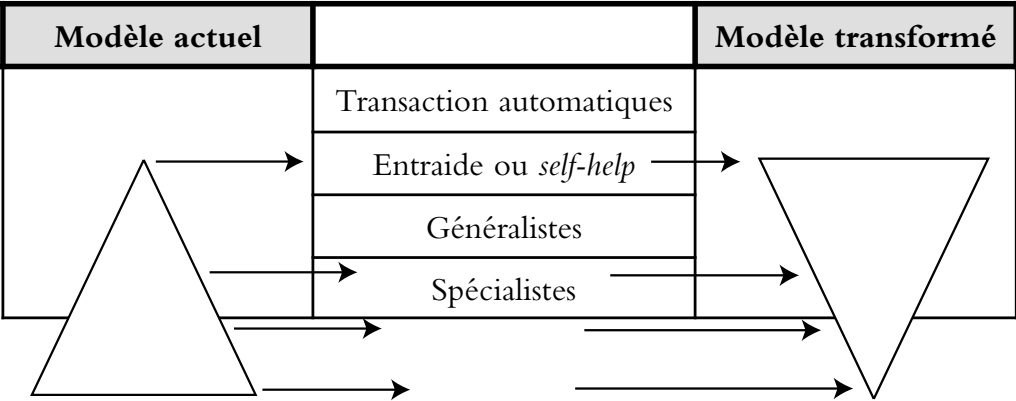 Modèle actuel
Modèle transformé
Transaction automatiques
Entraide ou self-help
Généralistes
Spécialistes